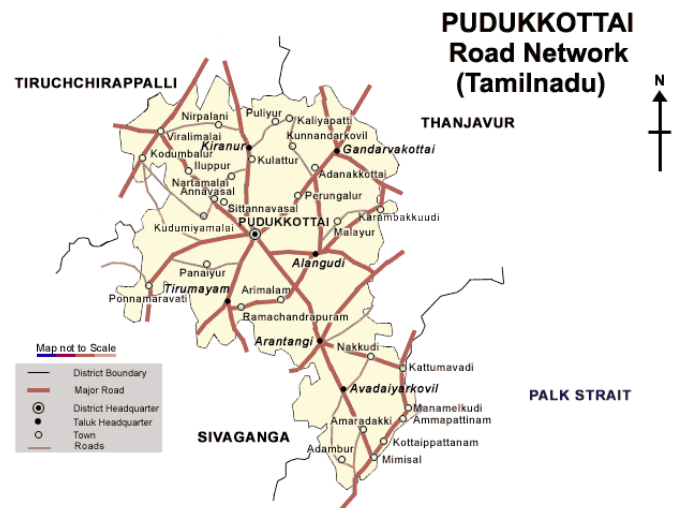 PUDUKKOTTAI
Road Network
(Tamilnadu)
N
TIRUCHCHIRAPPALLI
THANJAVUR
Nirpalani
Puliyur
Kaliyapatti
Viralimalai
Kiranur
Kunnandarkovil
Gandarvakottai
Kodumbalur
Kulattur
Iluppur
Adanakkottai
Nartamalai
Annavasal
Sittannavasal
Perungalur
Kudumiyamalai
PUDUKKOTTAI
Karambakkuudi
Malayur
Alangudi
Panaiyur
Tirumayam
Arimalam
Ponnamaravati
Ramachandrapuram
Arantangi
Nakkudi
Kattumavadi
Avadaiyarkovil
PALK STRAIT
Manamelkudi
Amaradakki
Ammapattinam
SIVAGANGA
Kottaippattanam
Adambur
Mimisal
Map not to Scale
District Boundary
Major Road
District Headquarter
Taluk Headquarter
Town
Roads